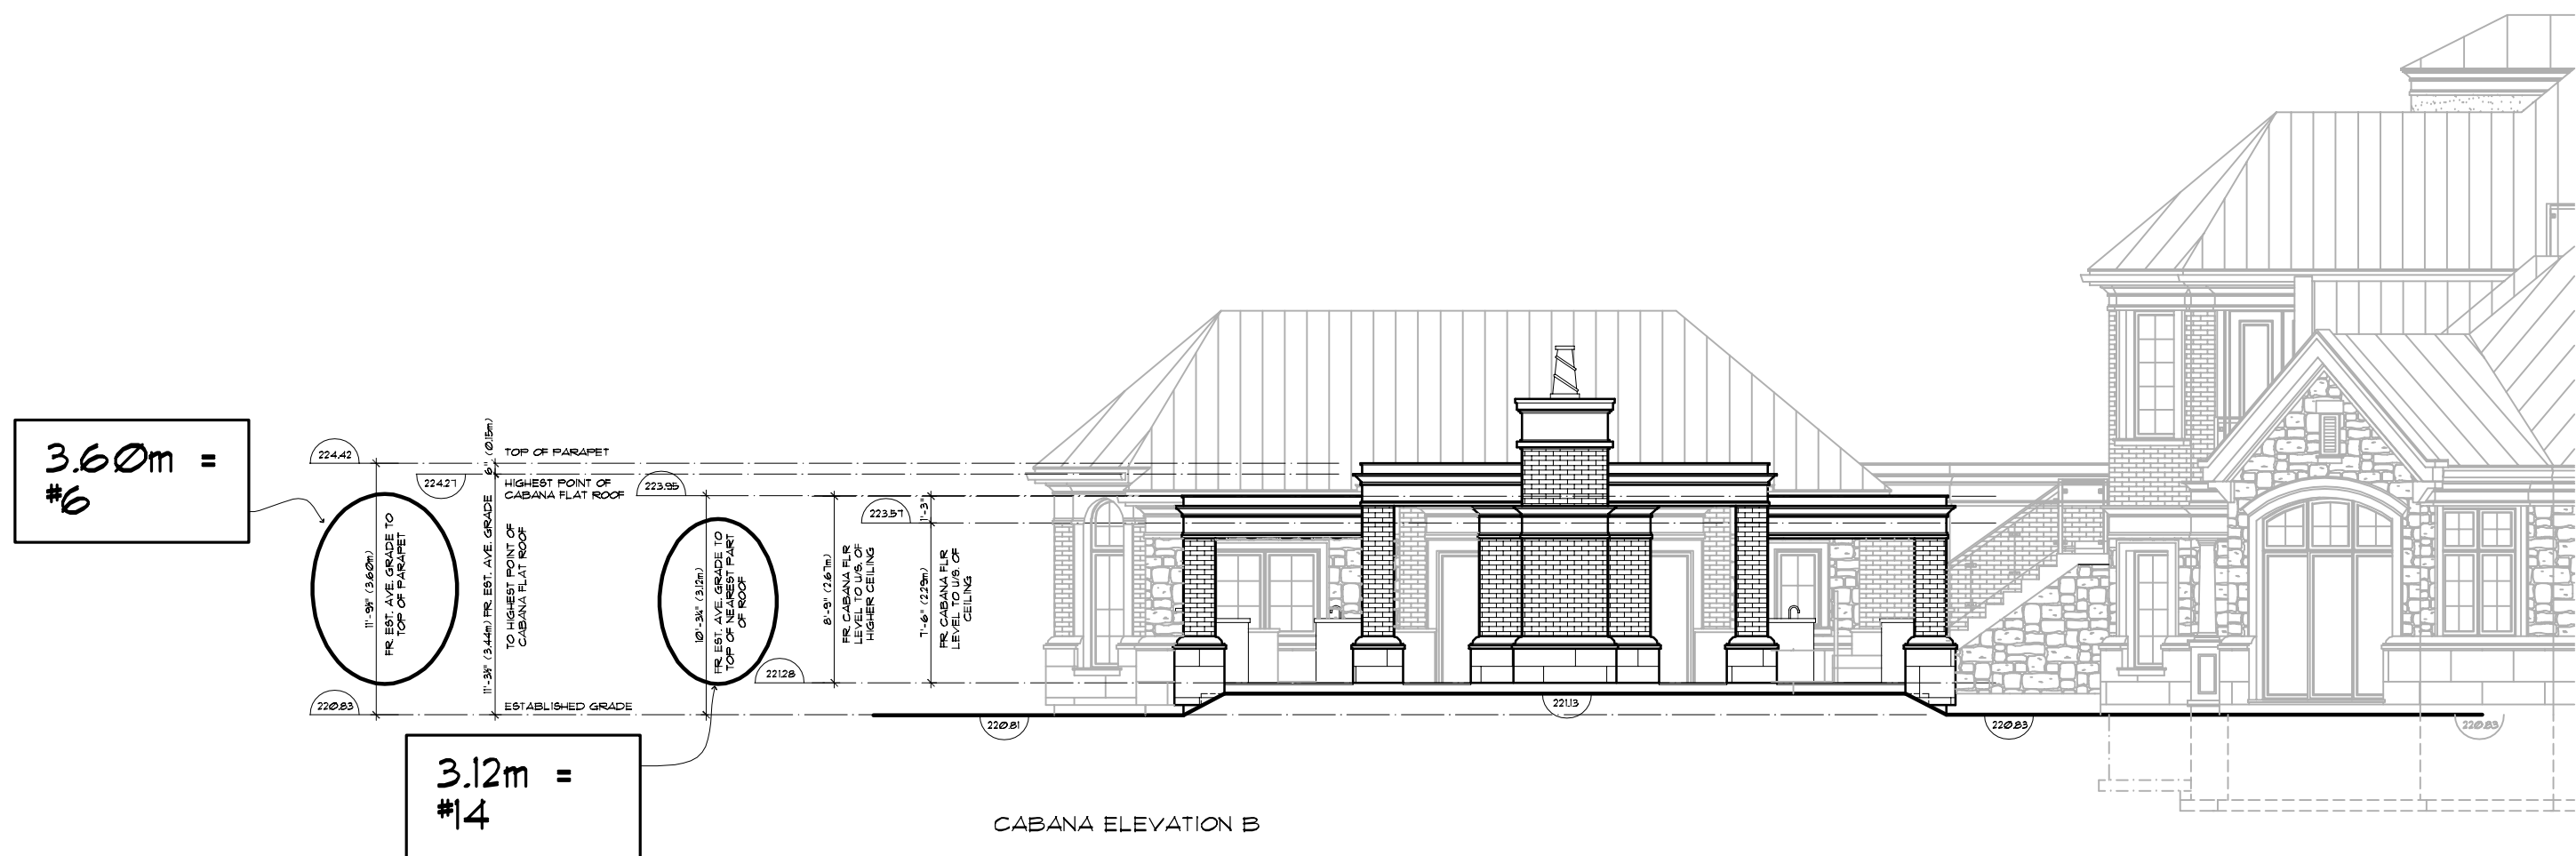 3.60m =
#6
224.42
6" (0.15m)
TOP OF PARAPET
224.27
HIGHEST POINT OF
CABANA FLAT ROOF
223.95
223.57
1'-3"
11'-9½" (3.60m)
FR EST. AVE. GRADE TO
TOP OF PARAPET
11'-3½" (3.44m) FR. EST. AVE. GRADE
TO HIGHEST POINT OF
CABANA FLAT ROOF
10'-3¼" (3.12m)
FR EST. AVE. GRADE TO
TOP OF NEAREST PART
OF ROOF
8'-9" (2.67m)
FR. CABANA FLR
LEVEL TO U/S. OF
HIGHER CEILING
7'-6" (2.29m)
FR CABANA FLR
LEVEL TO U/S. OF
CEILING
221.28
220.83
ESTABLISHED GRADE
220.81
221.13
220.83
220.83
3.12m =
#14
CABANA ELEVATION B